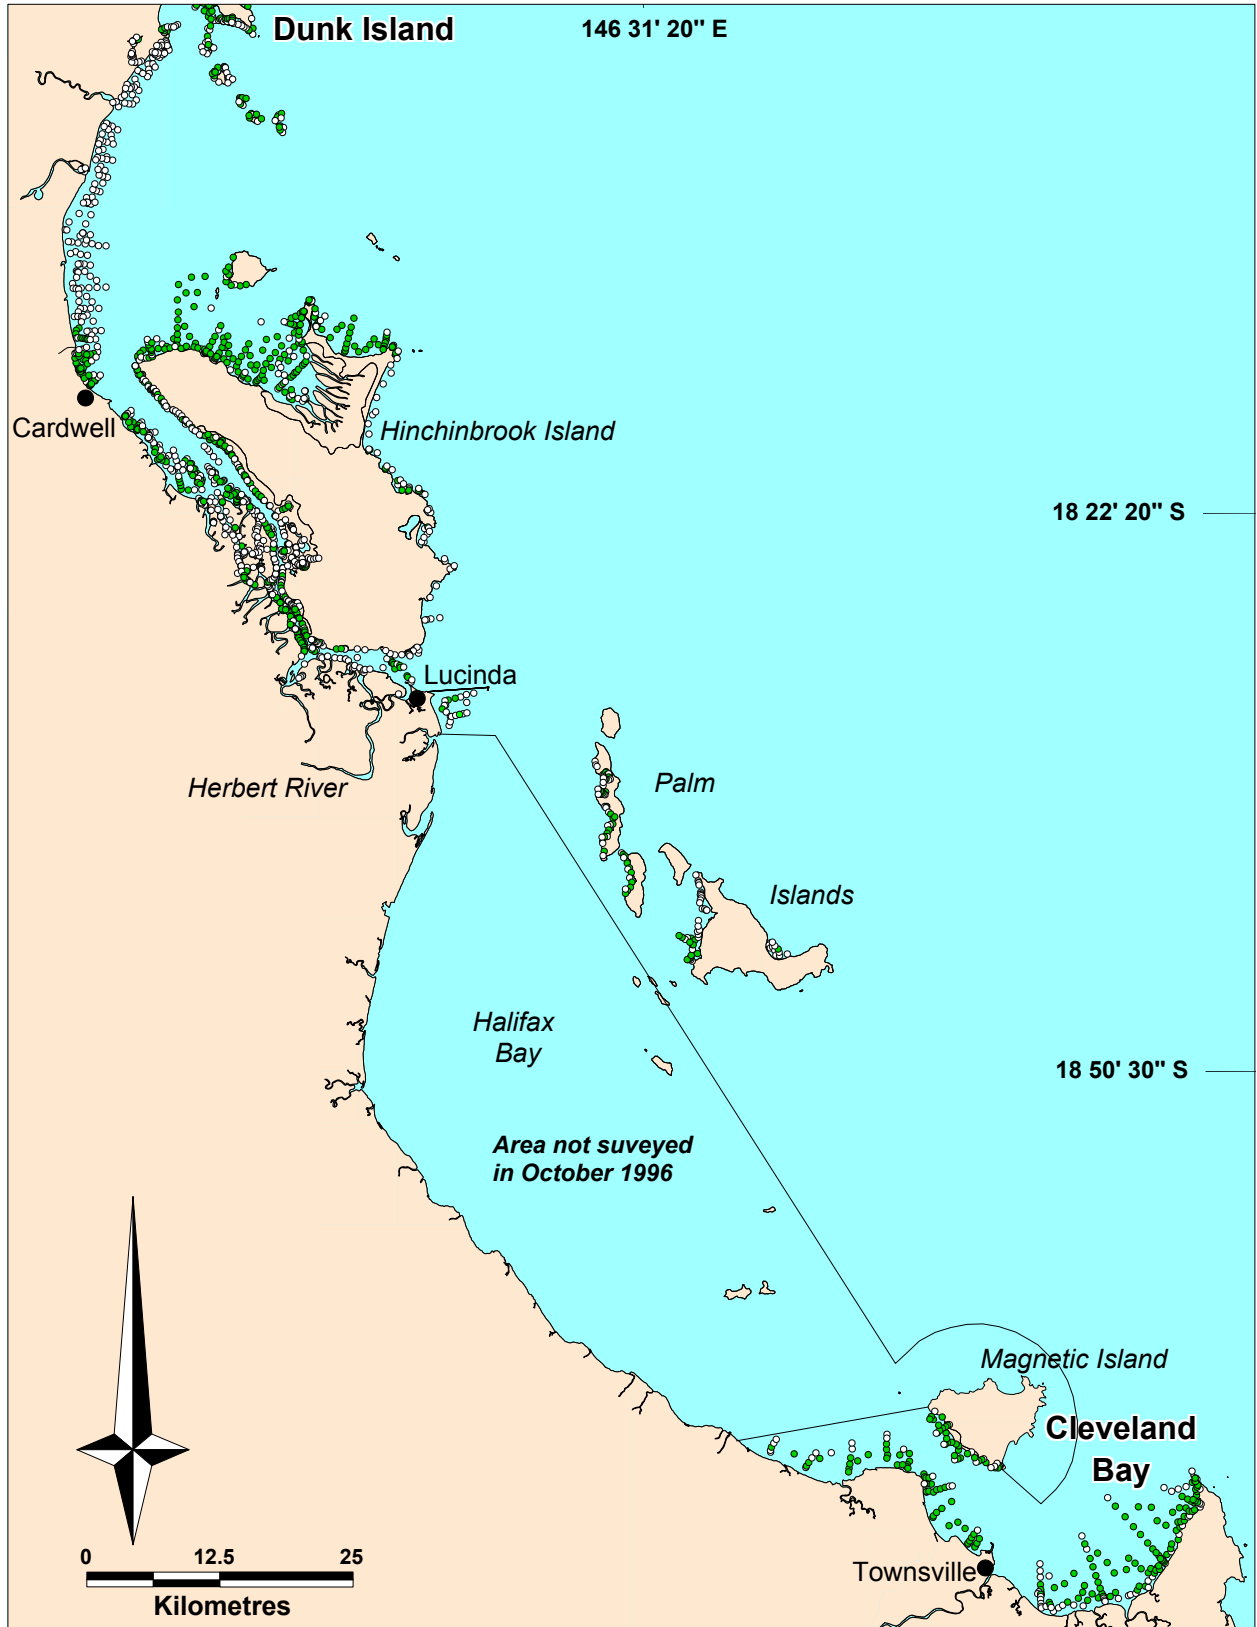 Dunk Island
146 31' 20" E
Cardwell
Hinchinbrook Island
18 22' 20" S
Lucinda
Herbert River
Palm
Islands
Halifax
Bay
18 50' 30" S
Area not suveyed
in October 1996
Magnetic Island
Cleveland
Bay
Townsville
0 12.5 25
Kilometres